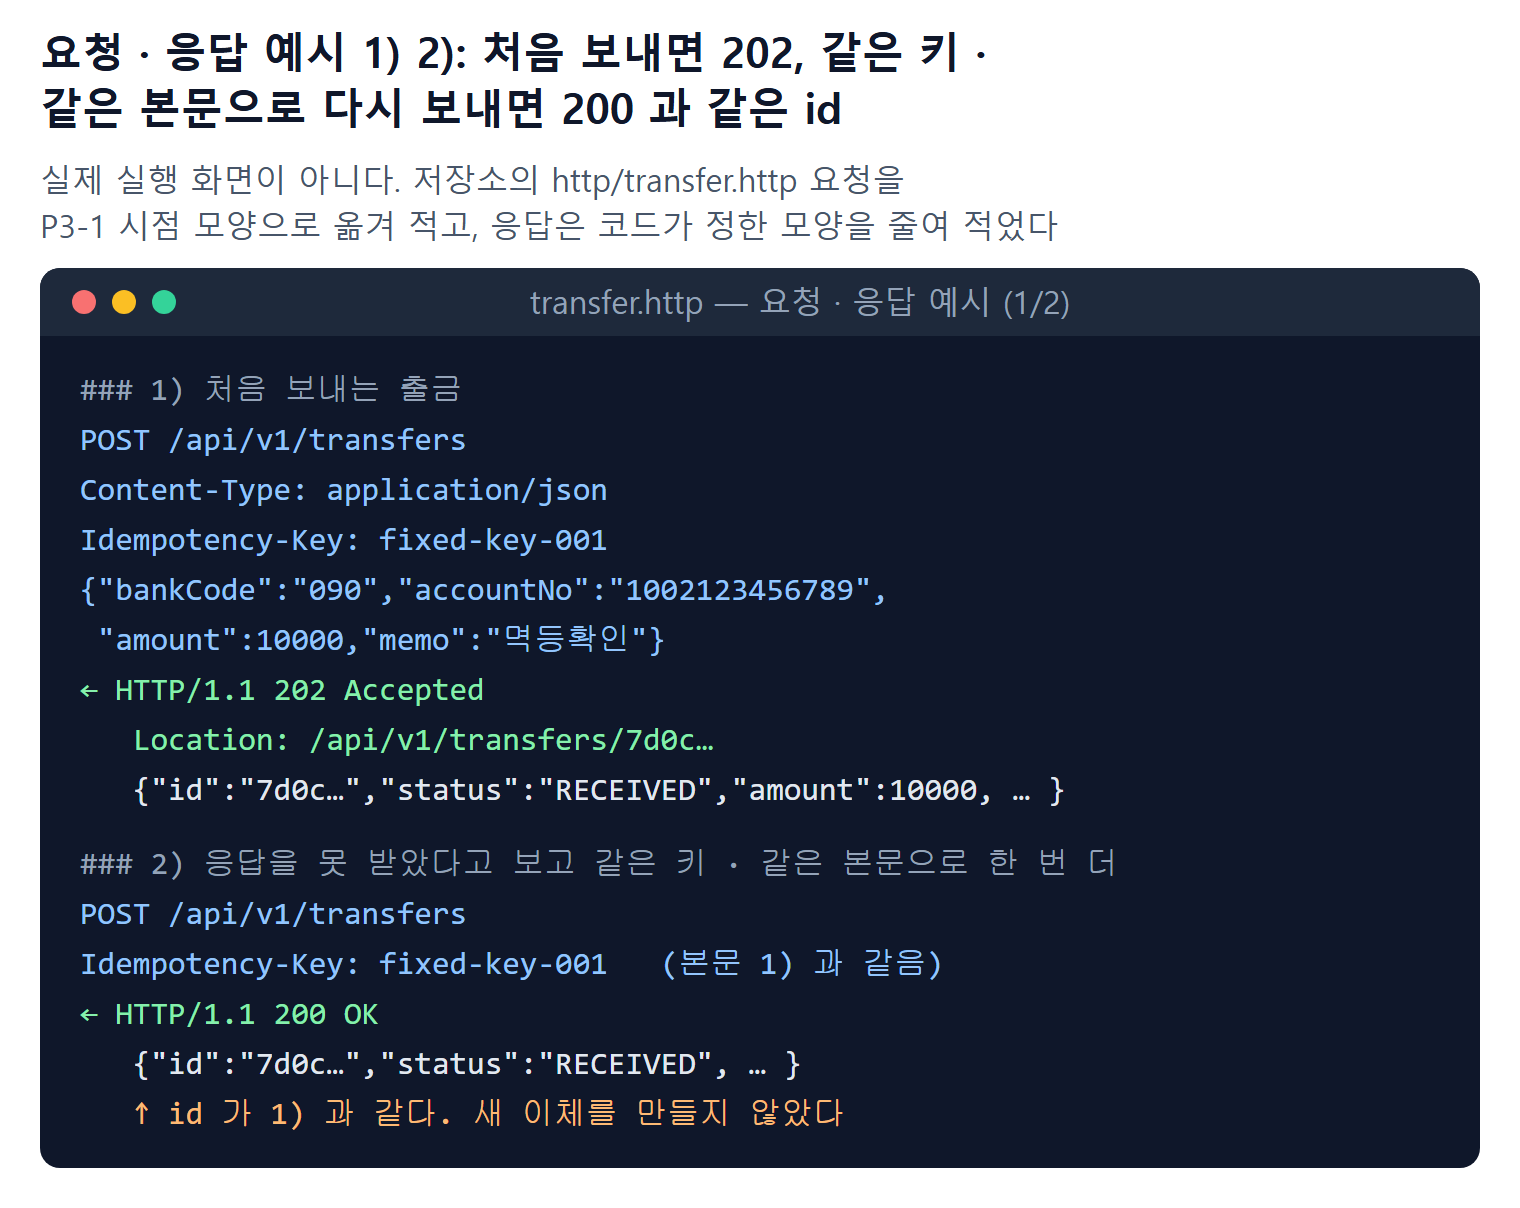 요청 · 응답 예시 1) 2): 처음 보내면 202, 같은 키 ·
같은 본문으로 다시 보내면 200 과 같은 id
실제 실행 화면이 아니다. 저장소의 http/transfer.http 요청을
P3-1 시점 모양으로 옮겨 적고, 응답은 코드가 정한 모양을 줄여 적었다
transfer.http — 요청 · 응답 예시 (1/2)
### 1) 처음 보내는 출금
POST /api/v1/transfers
Content-Type: application/json
Idempotency-Key: fixed-key-001
{"bankCode":"090","accountNo":"1002123456789",
"amount":10000,"memo":"멱등확인"}
← HTTP/1.1 202 Accepted
Location: /api/v1/transfers/7d0c…
{"id":"7d0c…","status":"RECEIVED","amount":10000, … }
### 2) 응답을 못 받았다고 보고 같은 키 · 같은 본문으로 한 번 더
POST /api/v1/transfers
Idempotency-Key: fixed-key-001 (본문 1) 과 같음)
← HTTP/1.1 200 OK
{"id":"7d0c…","status":"RECEIVED", … }
↑ id 가 1) 과 같다. 새 이체를 만들지 않았다